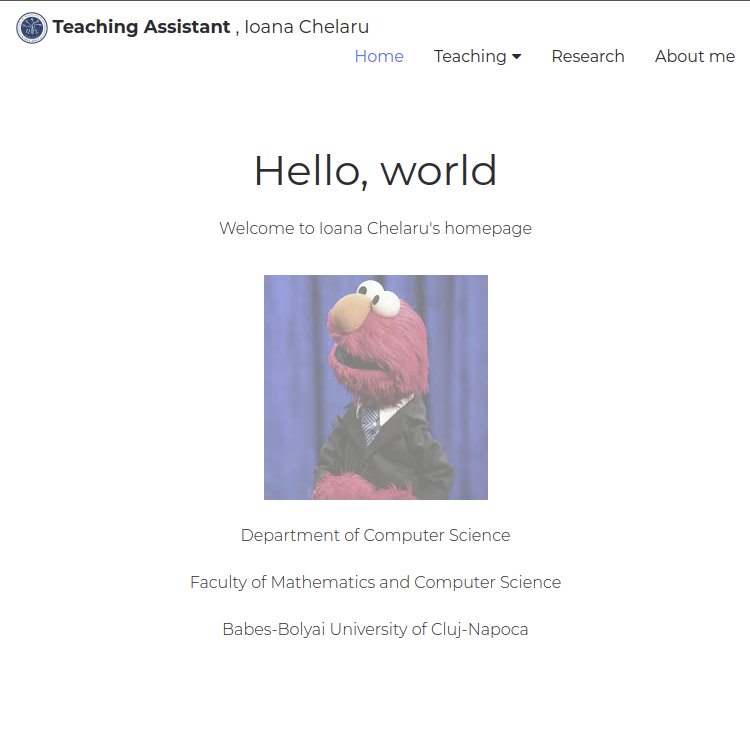 Teaching Assistant , Ioana Chelaru
Home Teaching Research About me
Hello, world
Welcome to Ioana Chelaru's homepage
Department of Computer Science
Faculty of Mathematics and Computer Science
Babes-Bolyai University of Cluj-Napoca